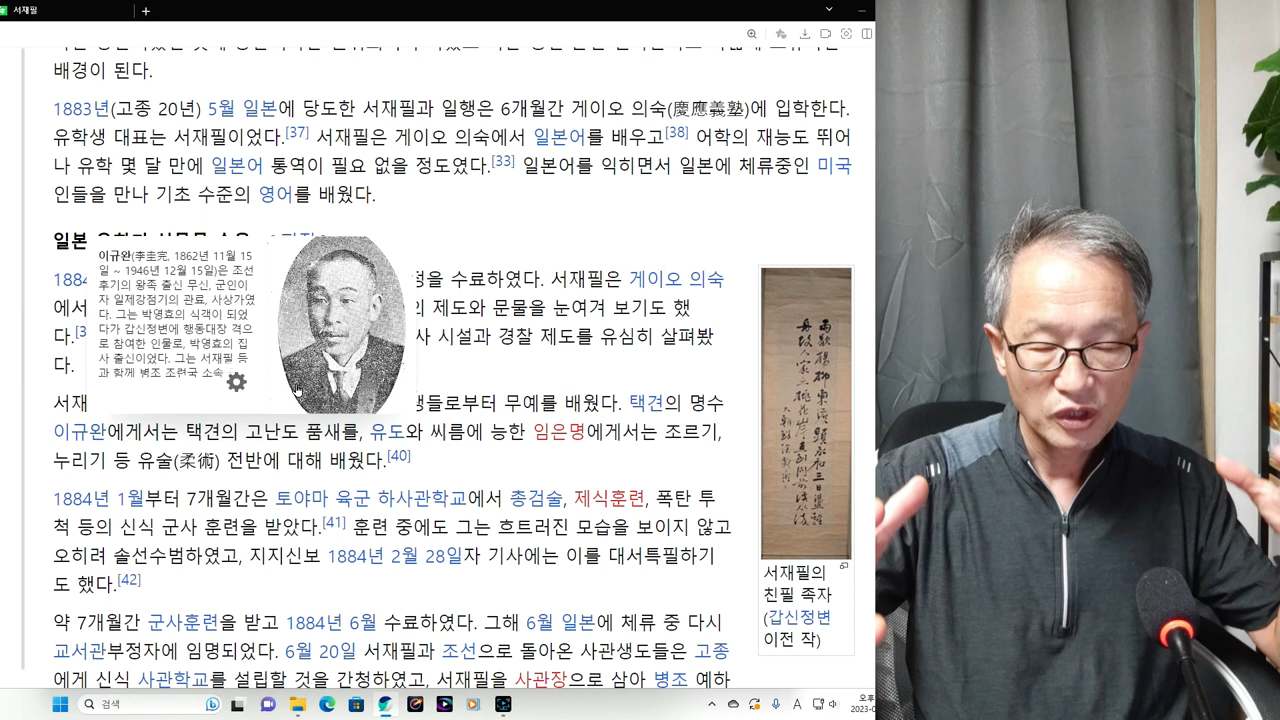 서재필
배경이 된다.
1883년(고종 20년) 5월 일본에 당도한 서재필과 일행은 6개월간 게이오 의숙(慶應義塾)에 입학한다.
유학생 대표는 서재필이었다.[37] 서재필은 게이오 의숙에서 일본어를 배우고[38] 어학의 재능도 뛰어
나 유학 몇 달 만에 일본어 통역이 필요 없을 정도였다.[33] 일본어를 익히면서 일본에 체류중인 미국
인들을 만나 기초 수준의 영어를 배웠다.
일본
이규완(李圭完, 1862년 11월 15
일 ~ 1946년 12월 15일)은 조선
후기의 왕족 출신 무신, 군인이
자 일제강점기의 관료, 사상가였
다. 그는 박영효의 식객이 되었
다가 갑신정변에 행동대장 격으
로 참여한 인물로, 박영효의 집
사 출신이었다. 그는 서재필 등
과 함께 병조 조련국 소속
1884 을 수료하였다. 서재필은 게이오 의숙
에서 의 제도와 문물을 눈여겨 보기도 했
다. 사 시설과 경찰 제도를 유심히 살펴봤
다.
서재 생들로부터 무예를 배웠다. 택견의 명수
이규완에게서는 택견의 고난도 품새를, 유도와 씨름에 능한 임은명에게서는 조르기,
누리기 등 유술(柔術) 전반에 대해 배웠다.[40]
1884년 1월부터 7개월간은 토야마 육군 하사관학교에서 총검술, 제식훈련, 폭탄 투
척 등의 신식 군사 훈련을 받았다.[41] 훈련 중에도 그는 흐트러진 모습을 보이지 않고
오히려 솔선수범하였고, 지지신보 1884년 2월 28일자 기사에는 이를 대서특필하기
도 했다.[42]
약 7개월간 군사훈련을 받고 1884년 6월 수료하였다. 그해 6월 일본에 체류 중 다시
교서관부정자에 임명되었다. 6월 20일 서재필과 조선으로 돌아온 사관생도들은 고종
에게 신식 사관학교를 설립할 것을 간청하였고, 서재필을 사관장으로 삼아 병조 예하
서재필의
친필 족자
(갑신정변
이전 작)
검색
A
오후